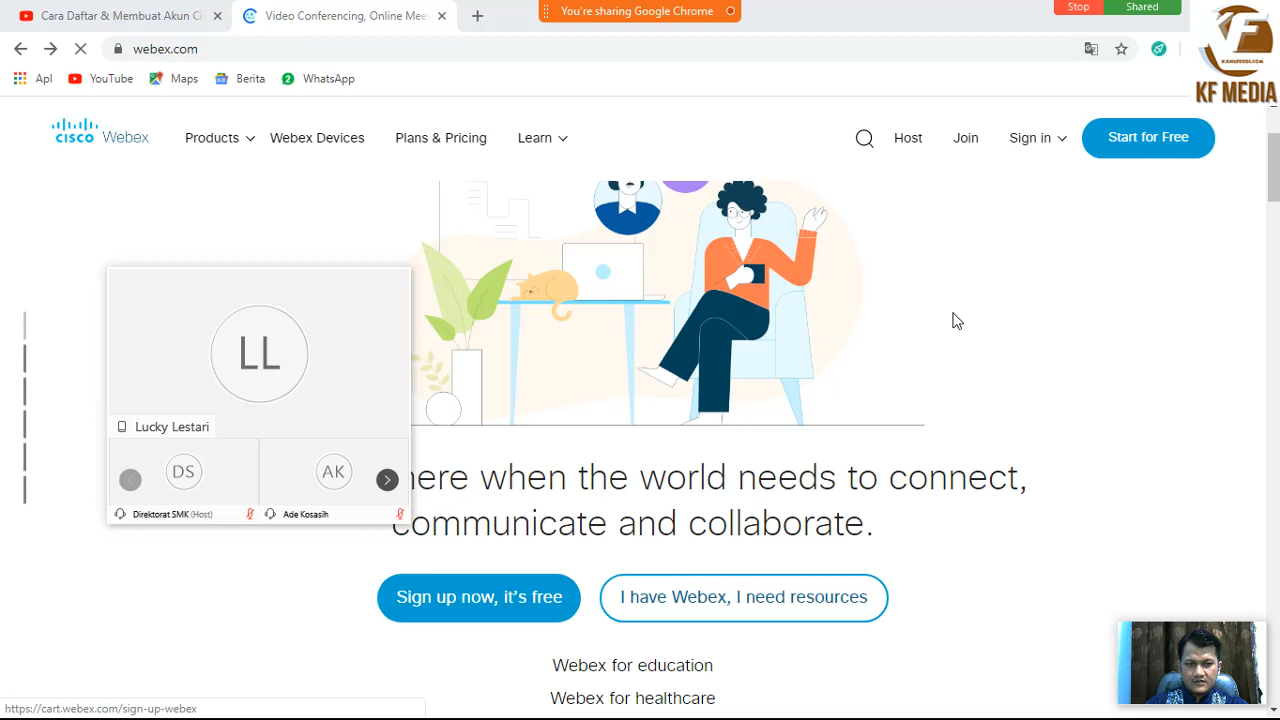 Cara Daftar & Membuat Akun Ci
Video Conferencing, Online Mee
You're sharing Google Chrome
Stop
Shared
webex.com
Apl
YouTube
Maps
Berita
2
WhatsApp
KF
KF MEDIA
CISCO Webex
Products
Webex Devices
Plans & Pricing
Learn
Host
Join
Sign in
Start for Free
LL
Lucky Lestari
DS
AK
Direktorat SMK (Host)
Ade Kosasih
here when the world needs to connect,
communicate and collaborate.
Sign up now, it's free
I have Webex, I need resources
Webex for education
Webex for healthcare
https://cart.webex.com/sign-up-webex